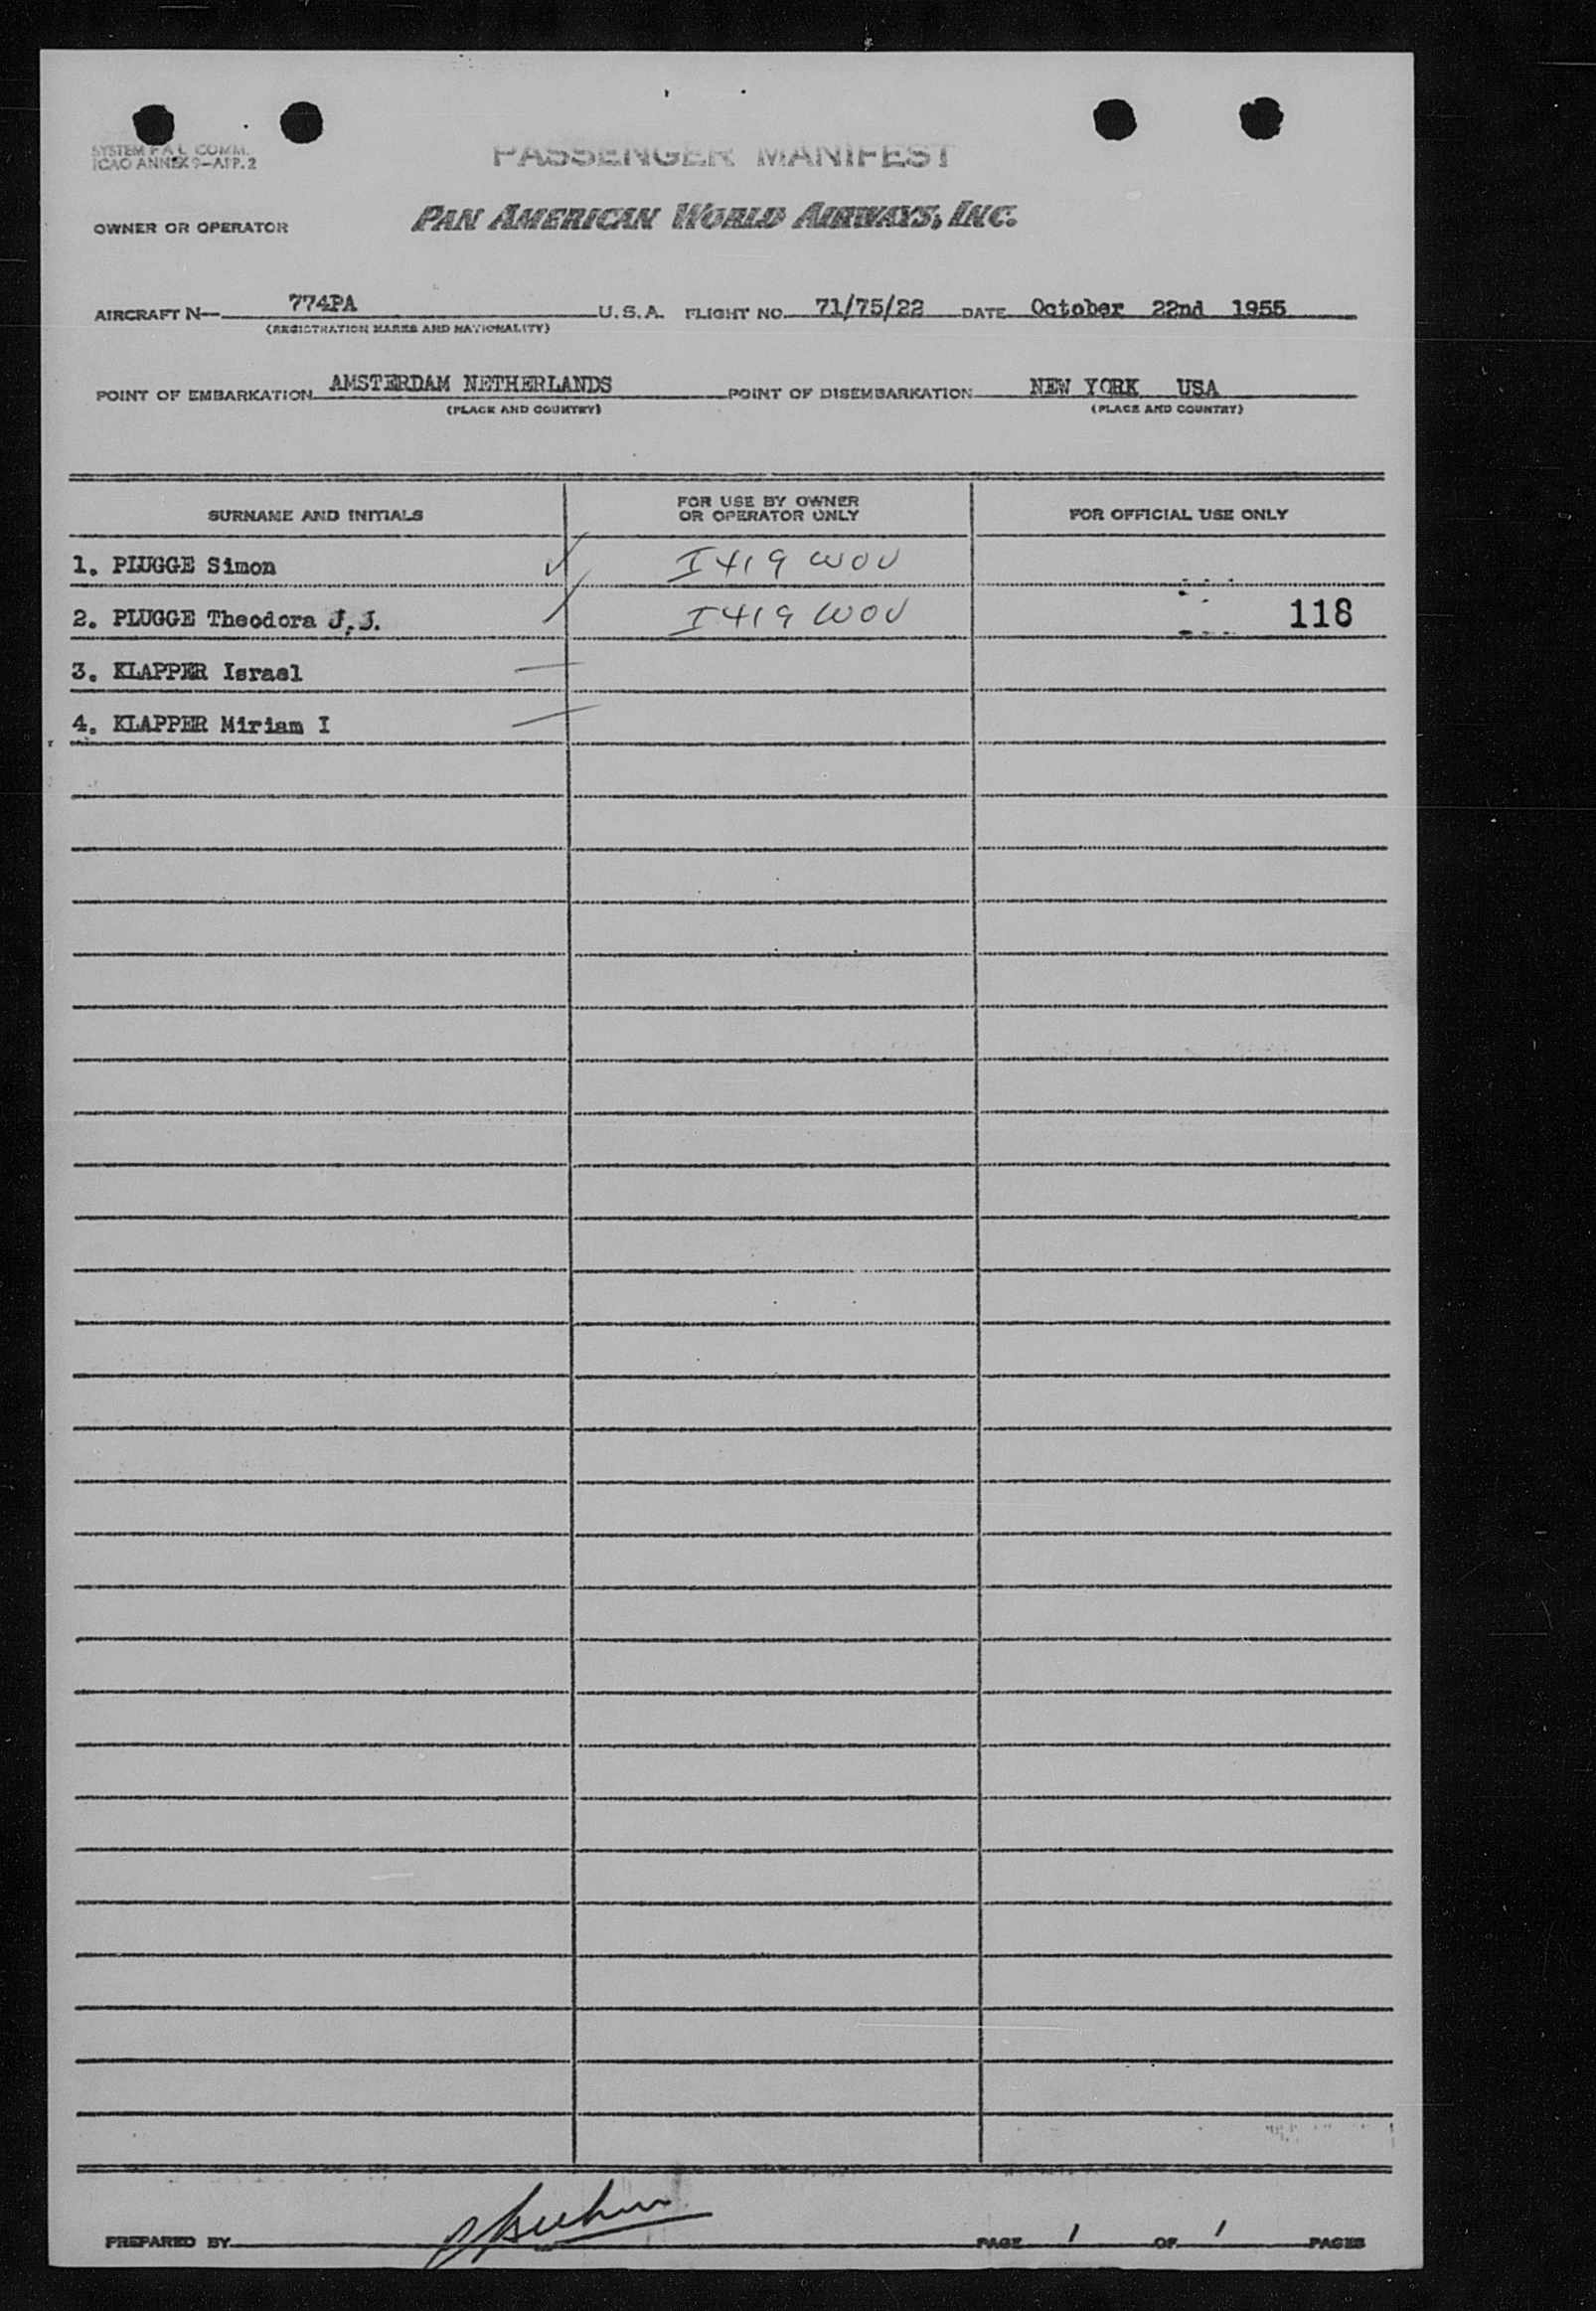 SYSTEM F A L COMM.
ICAO ANNEX 9-APP.2
PASSENGER MANIFEST
OWNER OR OPERATOR PAN AMERICAN WORLD AIRWAYS, INC.
AIRCRAFT N— 774PA U.S.A. FLIGHT NO. 71/75/22 DATE October 22nd 1955
(REGISTRATION MARKS AND NATIONALITY)
POINT OF EMBARKATION AMSTERDAM NETHERLANDS POINT OF DISEMBARKATION NEW YORK USA
(PLACE AND COUNTRY) (PLACE AND COUNTRY)
SURNAME AND INITIALS FOR USE BY OWNER OR OPERATOR ONLY FOR OFFICIAL USE ONLY
1. PLUGGE Simon I419 WOV
2. PLUGGE Theodora J.J. I419 WOV 118
3. KLAPPER Israel
4. KLAPPER Miriam I
PREPARED BY PAGE 1 OF 1 PAGES